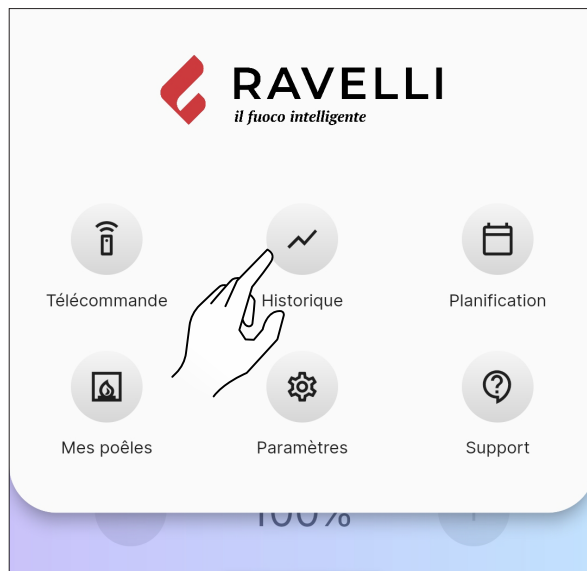 RAVELLI
il fuoco intelligente
Télécommande
Historique
Planification
Mes poêles
Paramètres
Support
100%